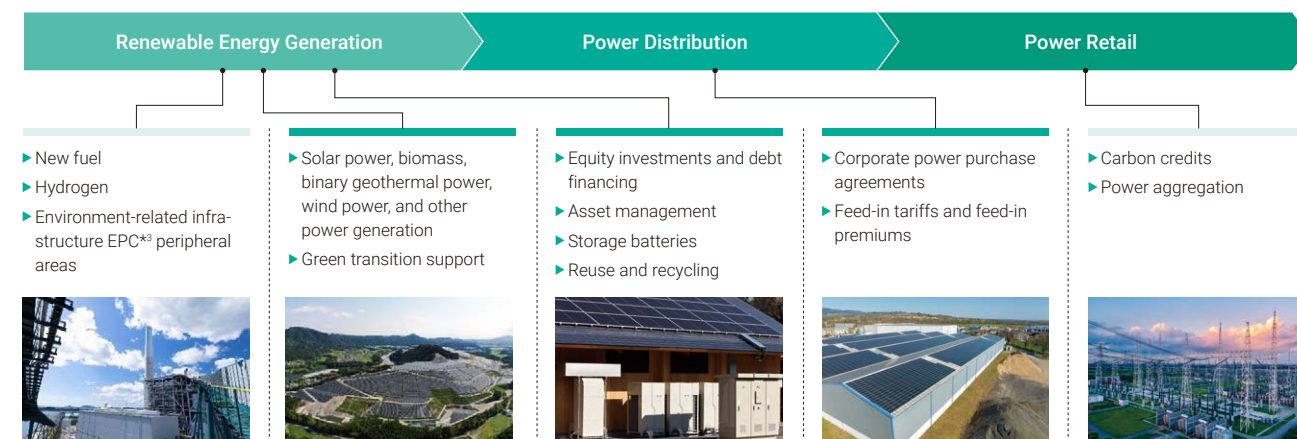 Renewable Energy Generation
Power Distribution
Power Retail
New fuel
Hydrogen
Environment-related infra-
structure EPC*3 peripheral
areas
Solar power, biomass,
binary geothermal power,
wind power, and other
power generation
Green transition support
Equity investments and debt
financing
Asset management
Storage batteries
Reuse and recycling
Corporate power purchase
agreements
Feed-in tariffs and feed-in
premiums
Carbon credits
Power aggregation